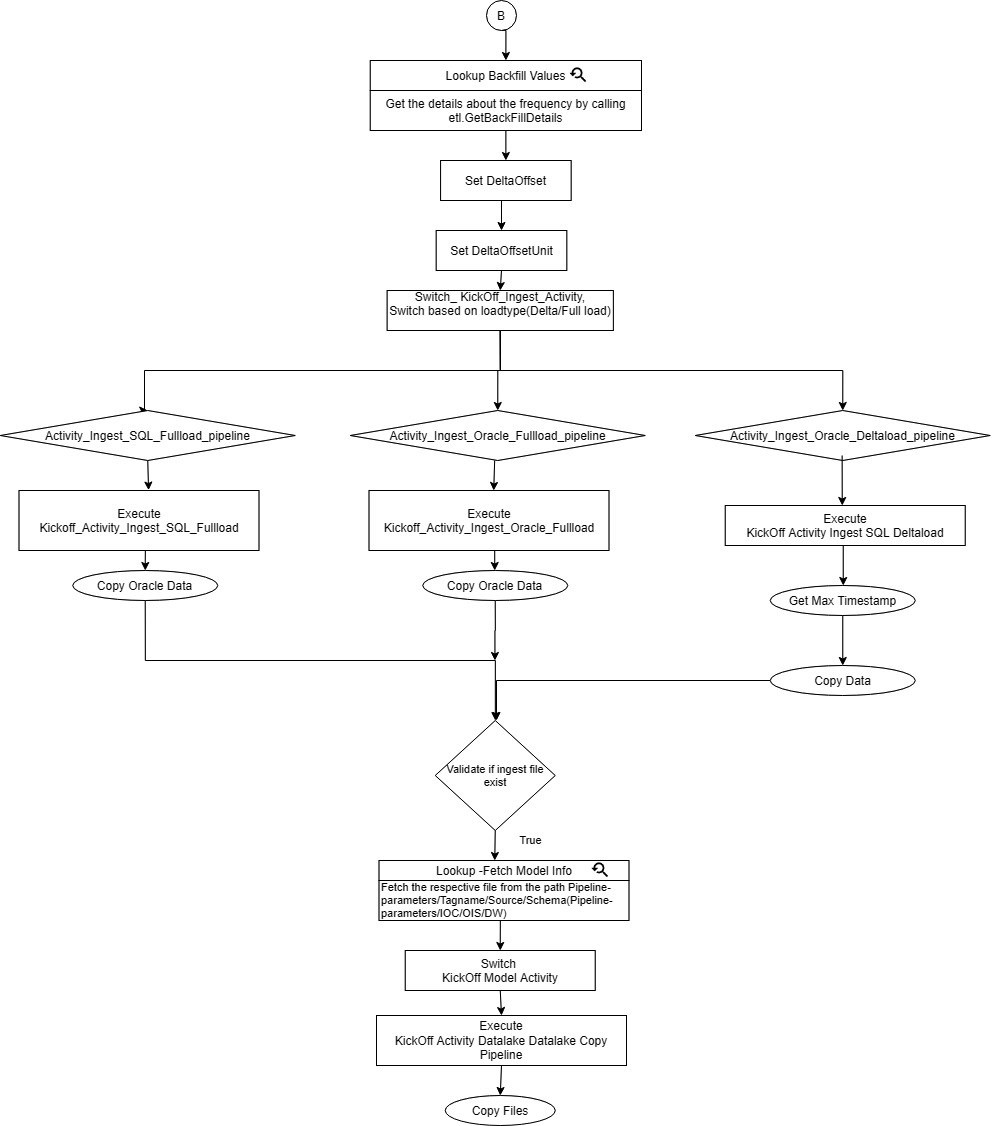 B
Lookup Backfill Values
Get the details about the frequency by calling
etl.GetBackFillDetails
Set DeltaOffset
Set DeltaOffsetUnit
Switch_ KickOff_Ingest_Activity,
Switch based on loadtype(Delta/Full load)
Activity_Ingest_SQL_Fullload_pipeline
Activity_Ingest_Oracle_Fullload_pipeline
Activity_Ingest_Oracle_Deltaload_pipeline
Execute
Kickoff_Activity_Ingest_SQL_Fullload
Execute
Kickoff_Activity_Ingest_Oracle_Fullload
Execute
KickOff Activity Ingest SQL Deltaload
Copy Oracle Data
Copy Oracle Data
Get Max Timestamp
Copy Data
Validate if ingest file
exist
True
Lookup -Fetch Model Info
Fetch the respective file from the path Pipeline-
parameters/Tagname/Source/Schema(Pipeline-
parameters/IOC/OIS/DW)
Switch
KickOff Model Activity
Execute
KickOff Activity Datalake Datalake Copy
Pipeline
Copy Files